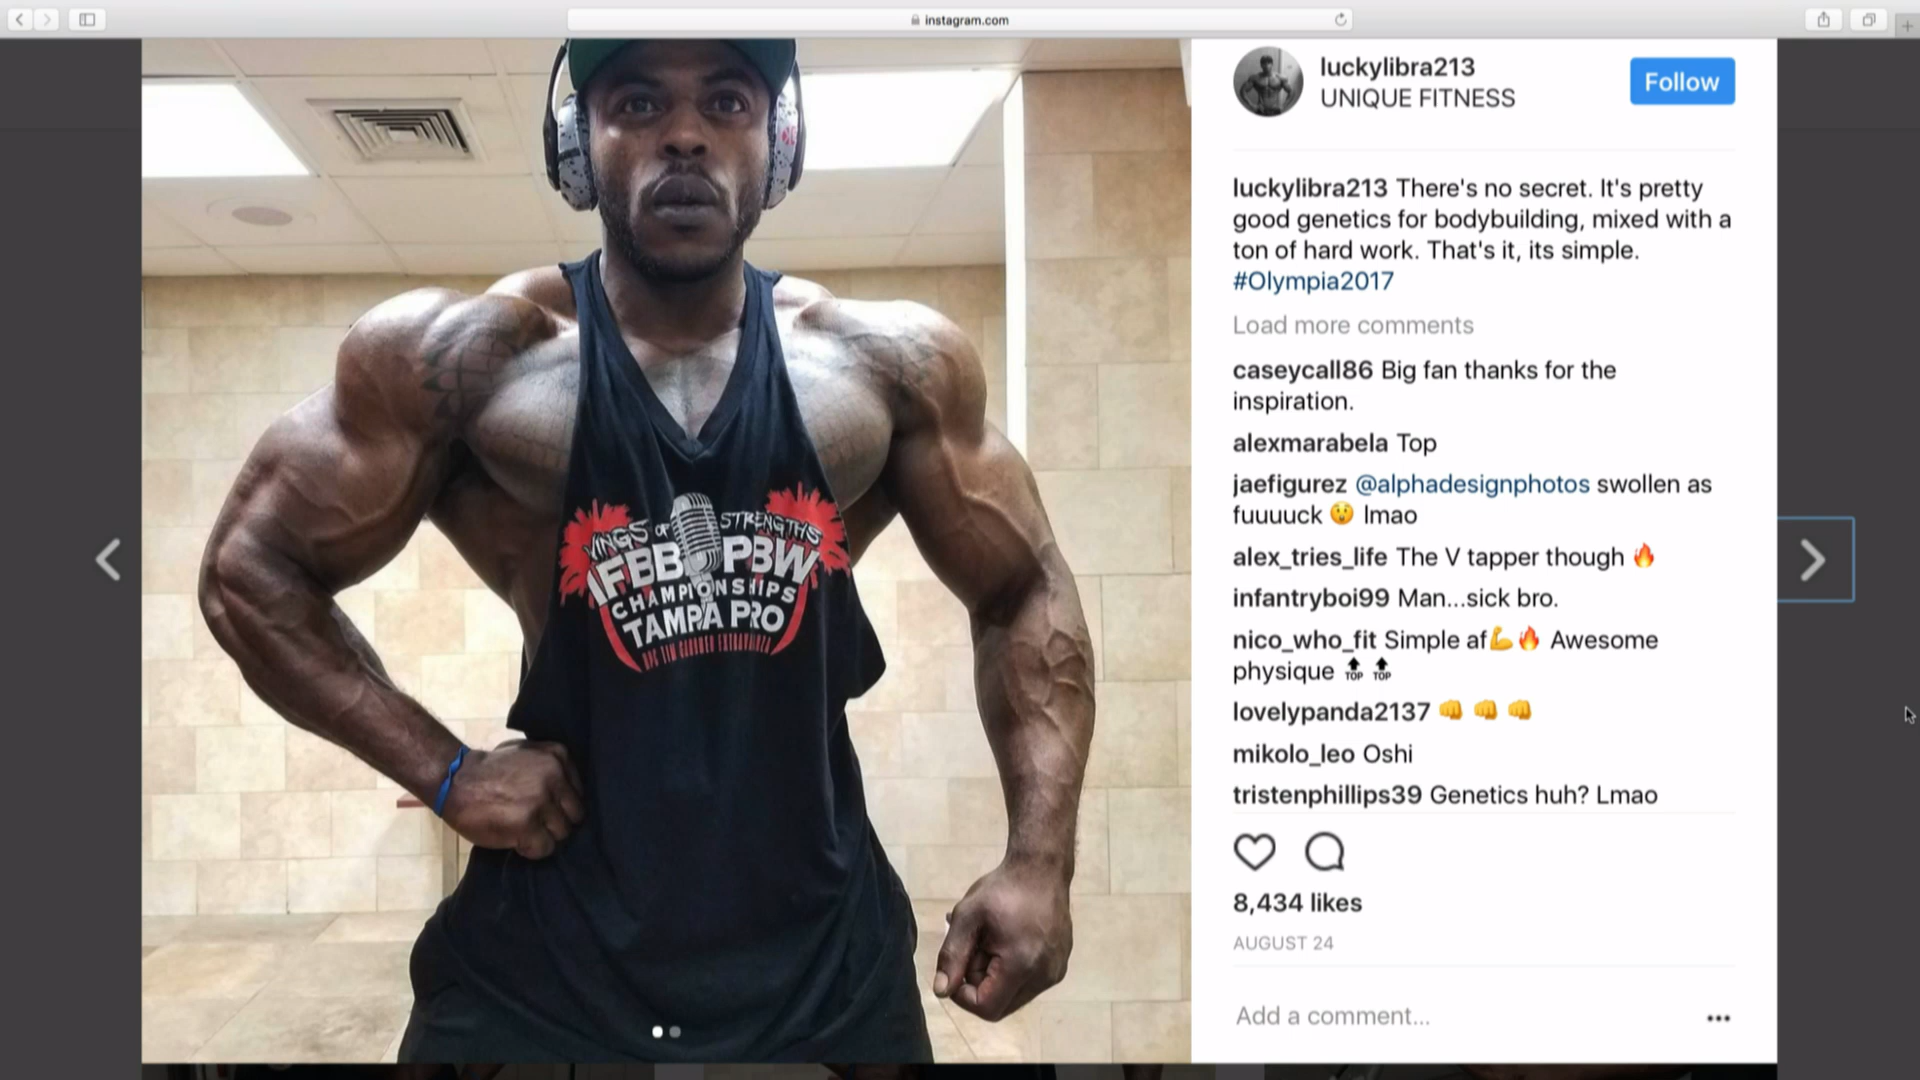 instagram.com
luckylibra213
UNIQUE FITNESS
Follow
luckylibra213 There's no secret. It's pretty
good genetics for bodybuilding, mixed with a
ton of hard work. That's it, its simple.
#Olympia2017
Load more comments
caseycall86 Big fan thanks for the
inspiration.
alexmarabela Top
jaefigurez @alphadesignphotos swollen as
fuuuuck 😲 lmao
alex_tries_life The V tapper though 🔥
infantryboi99 Man...sick bro.
nico_who_fit Simple af💪🔥 Awesome
physique 🔝 🔝
lovelypanda2137 👊 👊 👊
mikolo_leo Oshi
tristenphillips39 Genetics huh? Lmao
8,434 likes
AUGUST 24
Add a comment...
WINGS OF STRENGTHS
IFBB PBW
CHAMPIONSHIPS
TAMPA PRO